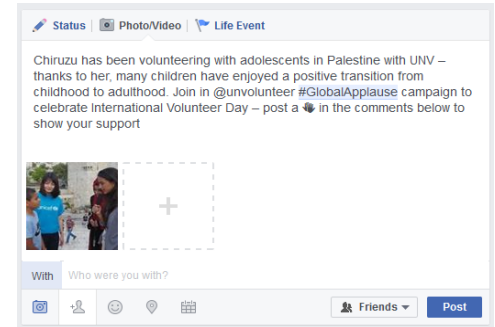 Status | Photo/Video | Life Event
Chiruzu has been volunteering with adolescents in Palestine with UNV –
thanks to her, many children have enjoyed a positive transition from
childhood to adulthood. Join in @unvolunteer #GlobalApplause campaign to
celebrate International Volunteer Day – post a 👏 in the comments below to
show your support
unicef
With Who were you with?
Friends Post